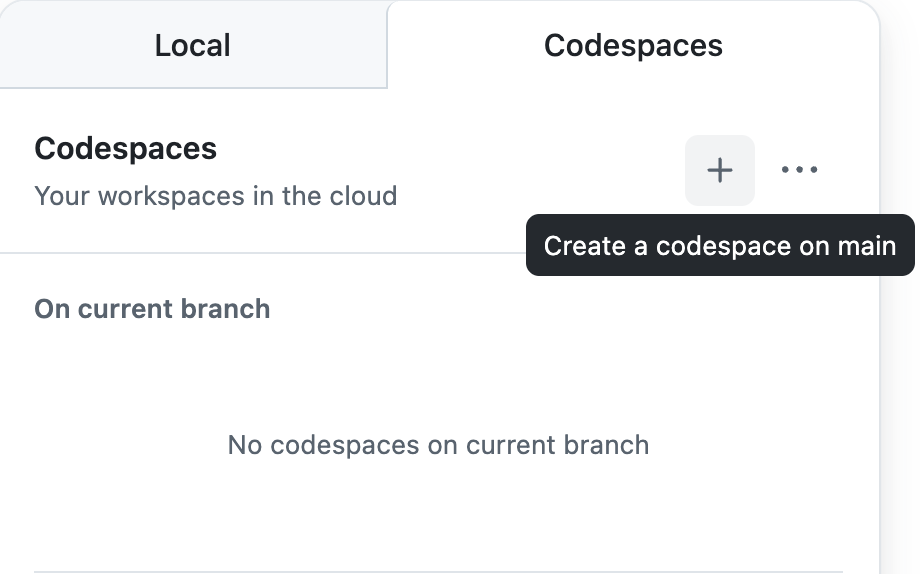 Local
Codespaces
Codespaces
Your workspaces in the cloud
Create a codespace on main
On current branch
No codespaces on current branch